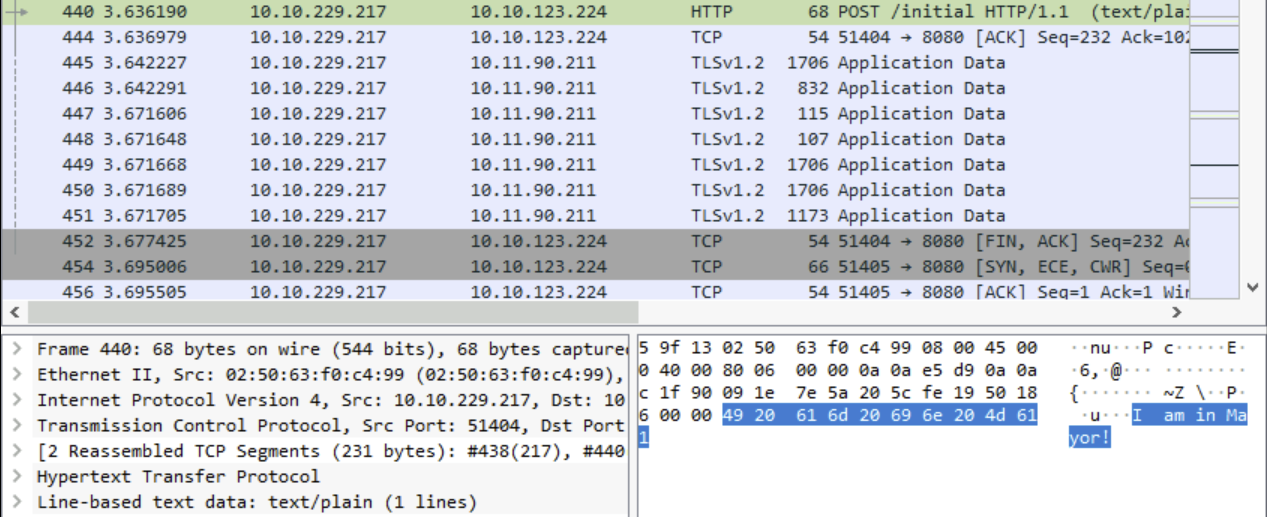 440 3.636190 10.10.229.217 10.10.123.224 HTTP 68 POST /initial HTTP/1.1 (text/plai
444 3.636979 10.10.229.217 10.10.123.224 TCP 54 51404 → 8080 [ACK] Seq=232 Ack=102
445 3.642227 10.10.229.217 10.11.90.211 TLSv1.2 1706 Application Data
446 3.642291 10.10.229.217 10.11.90.211 TLSv1.2 832 Application Data
447 3.671606 10.10.229.217 10.11.90.211 TLSv1.2 115 Application Data
448 3.671648 10.10.229.217 10.11.90.211 TLSv1.2 107 Application Data
449 3.671668 10.10.229.217 10.11.90.211 TLSv1.2 1706 Application Data
450 3.671689 10.10.229.217 10.11.90.211 TLSv1.2 1706 Application Data
451 3.671705 10.10.229.217 10.11.90.211 TLSv1.2 1173 Application Data
452 3.677425 10.10.229.217 10.10.123.224 TCP 54 51404 → 8080 [FIN, ACK] Seq=232 Ac
454 3.695006 10.10.229.217 10.10.123.224 TCP 66 51405 → 8080 [SYN, ECE, CWR] Seq=0
456 3.695505 10.10.229.217 10.10.123.224 TCP 54 51405 → 8080 [ACK] Seq=1 Ack=1 Win
Frame 440: 68 bytes on wire (544 bits), 68 bytes capture
Ethernet II, Src: 02:50:63:f0:c4:99 (02:50:63:f0:c4:99),
Internet Protocol Version 4, Src: 10.10.229.217, Dst: 10
Transmission Control Protocol, Src Port: 51404, Dst Port
[2 Reassembled TCP Segments (231 bytes): #438(217), #440
Hypertext Transfer Protocol
Line-based text data: text/plain (1 lines)
5 9f 13 02 50 63 f0 c4 99 08 00 45 00 ··nu···P c·····E·
0 40 00 80 06 00 00 0a 0a e5 d9 0a 0a ·6,@···· ········
c 1f 90 09 1e 7e 5a 20 5c fe 19 50 18 {······· ~Z \··P·
6 00 00 49 20 61 6d 20 69 6e 20 4d 61 ·u····I  am in Ma
1 yor!